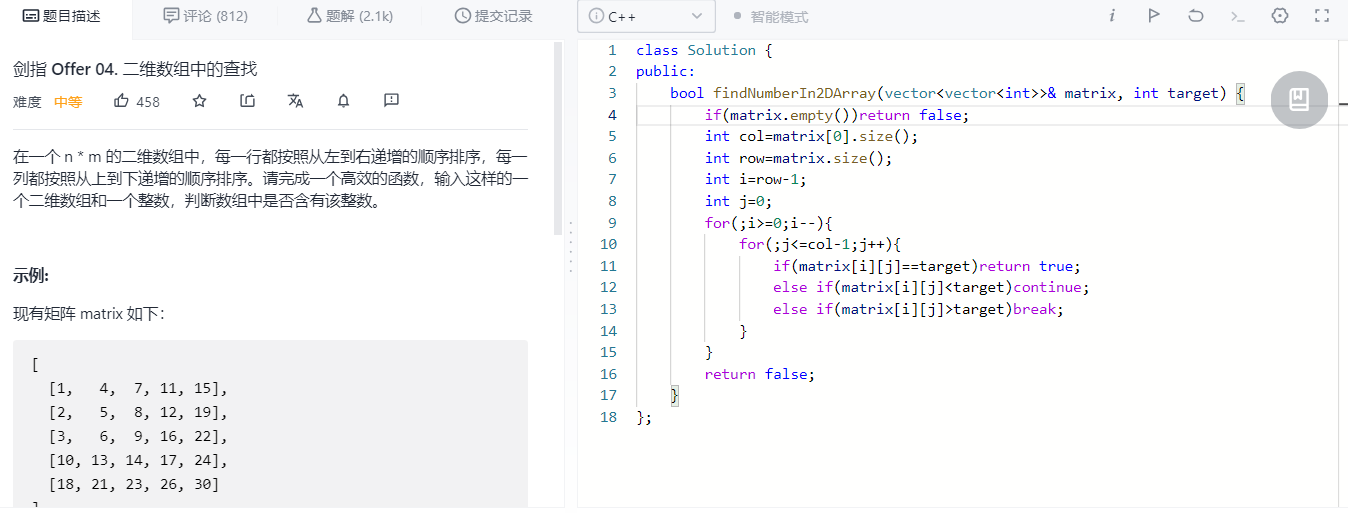 题目描述
评论 (812)
题解 (2.1k)
提交记录
C++
智能模式
剑指 Offer 04. 二维数组中的查找
难度 中等 458
在一个 n * m 的二维数组中，每一行都按照从左到右递增的顺序排序，每一
列都按照从上到下递增的顺序排序。请完成一个高效的函数，输入这样的一
个二维数组和一个整数，判断数组中是否含有该整数。
示例:
现有矩阵 matrix 如下：
[
[1, 4, 7, 11, 15],
[2, 5, 8, 12, 19],
[3, 6, 9, 16, 22],
[10, 13, 14, 17, 24],
[18, 21, 23, 26, 30]
1 class Solution {
2 public:
3 bool findNumberIn2DArray(vector<vector<int>>& matrix, int target) {
4 if(matrix.empty())return false;
5 int col=matrix[0].size();
6 int row=matrix.size();
7 int i=row-1;
8 int j=0;
9 for(;i>=0;i--){
10 for(;j<=col-1;j++){
11 if(matrix[i][j]==target)return true;
12 else if(matrix[i][j]<target)continue;
13 else if(matrix[i][j]>target)break;
14 }
15 }
16 return false;
17 }
18 };